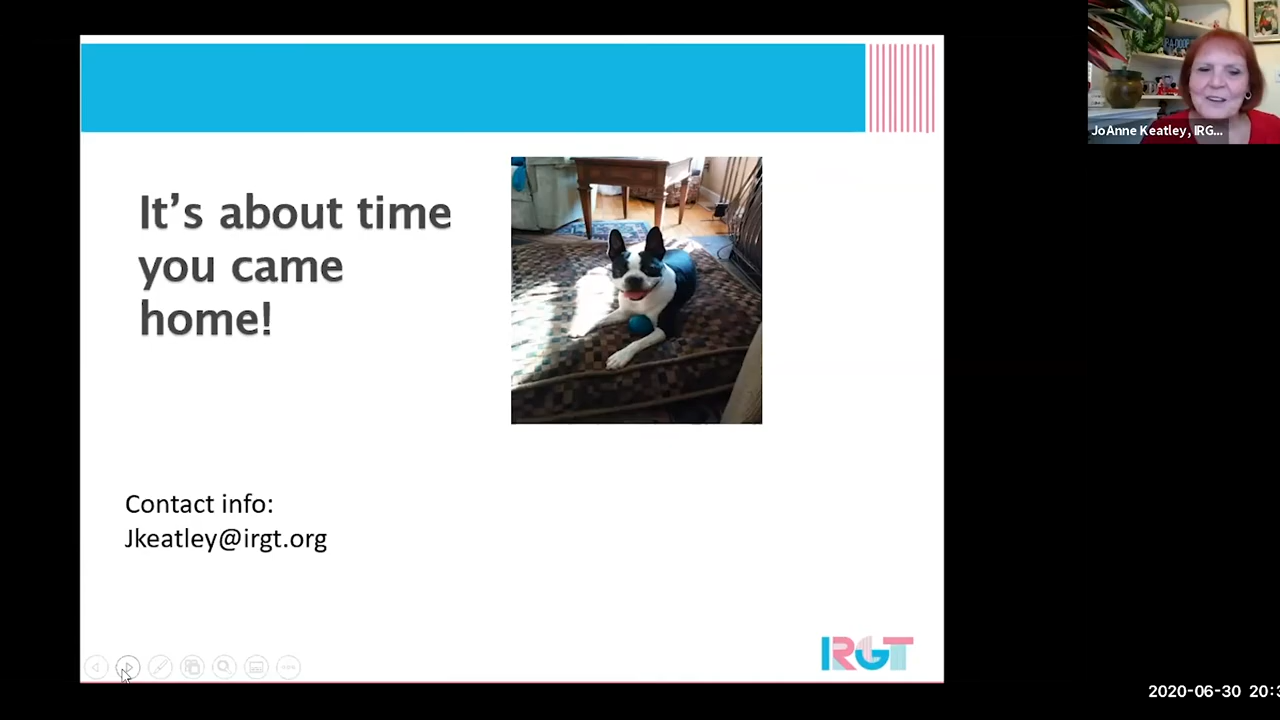 It's about time
you came
home!
Contact info:
Jkeatley@irgt.org
IRGT
JoAnne Keatley, IRG...
2020-06-30 20:3